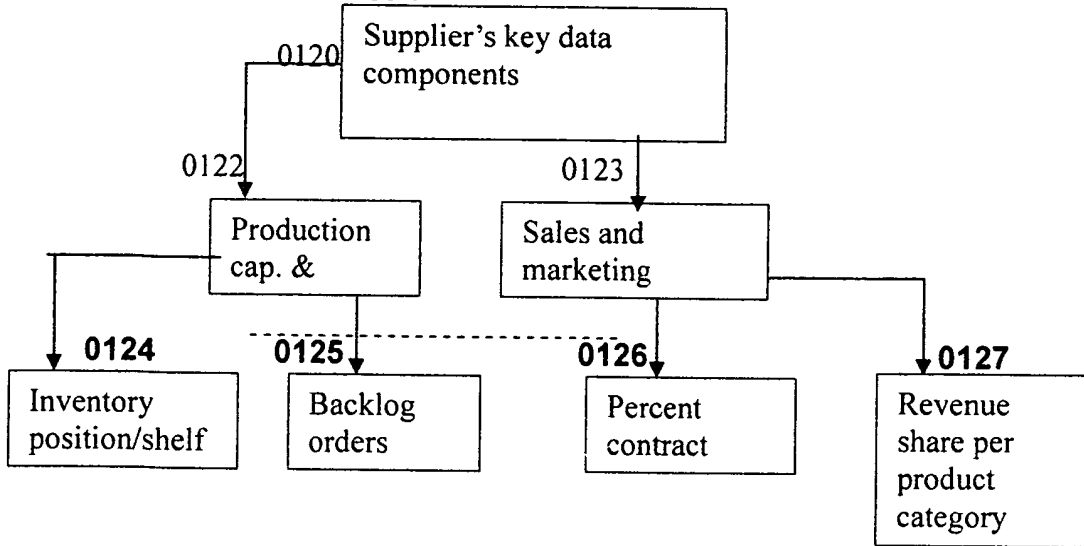 0120
Supplier's key data
components
0122
0123
Production
cap. &
Sales and
marketing
0124
0125
0126
0127
Inventory
position/shelf
Backlog
orders
Percent
contract
Revenue
share per
product
category